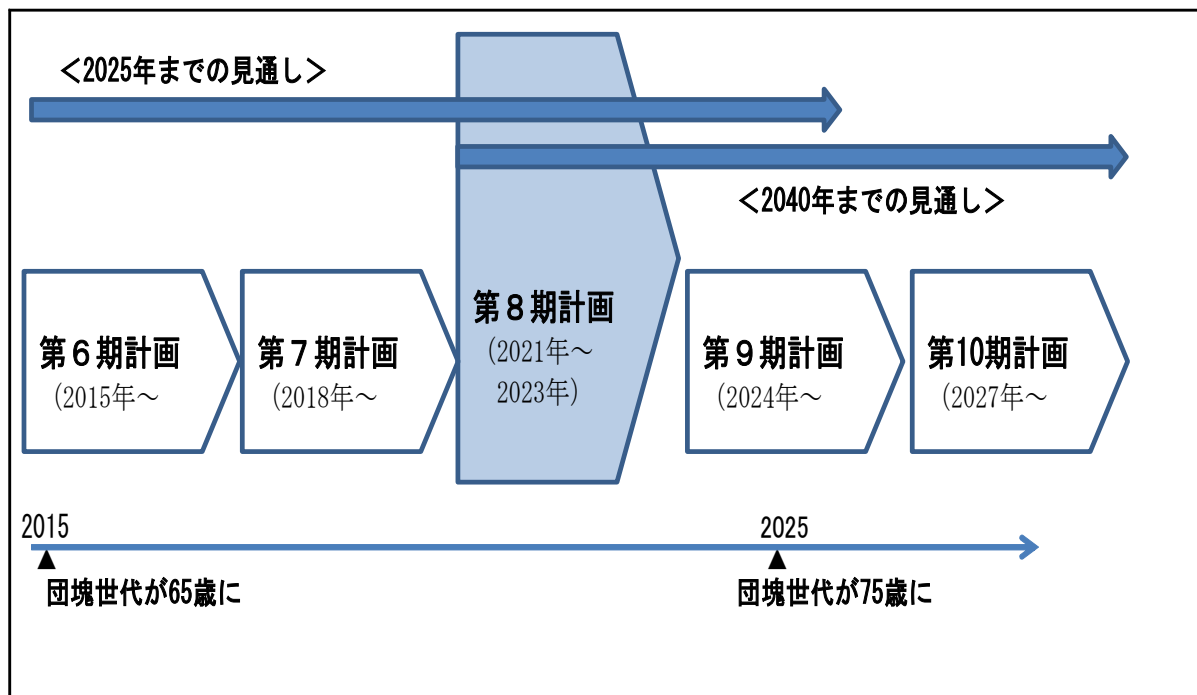 ＜2025年までの見通し＞
＜2040年までの見通し＞
第６期計画
(2015年～
第７期計画
(2018年～
第８期計画
(2021年～
2023年)
第９期計画
(2024年～
第10期計画
(2027年～
2015
▲
団塊世代が65歳に
2025
▲
団塊世代が75歳に